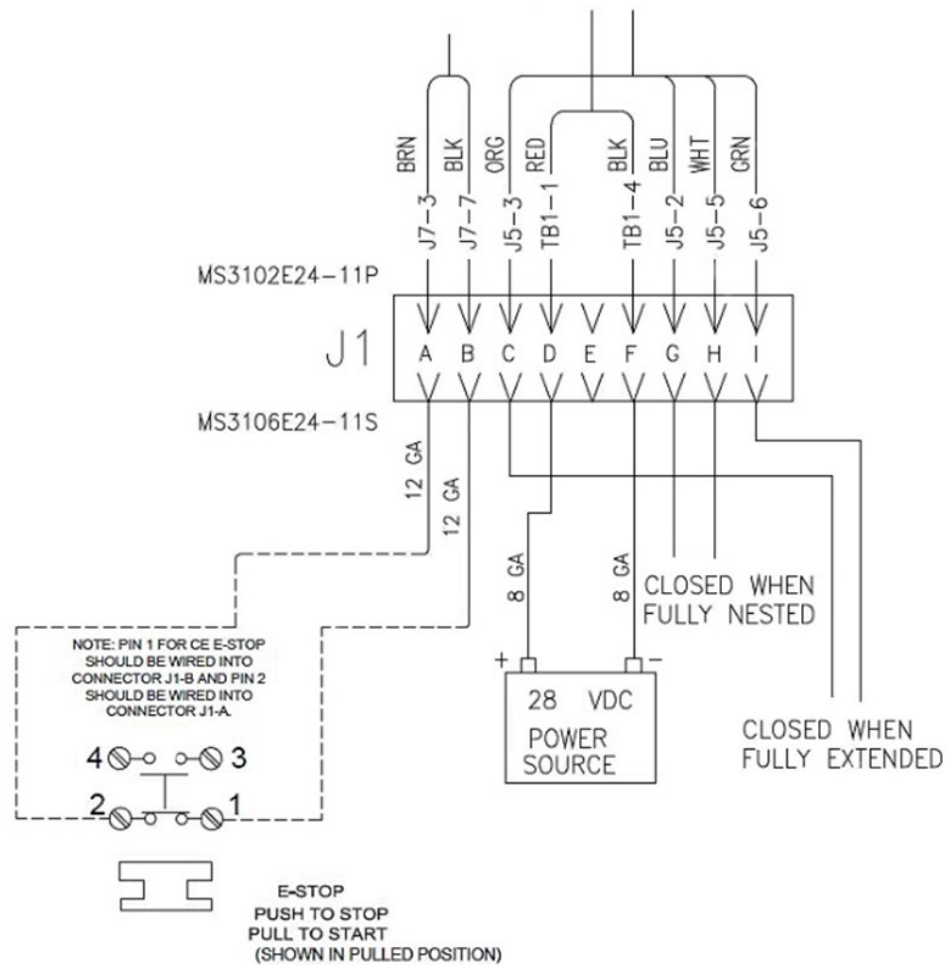 BRN
BLK
ORG
RED
BLK
BLU
WHT
GRN
J7-3
J7-7
J5-3
TB1-1
TB1-4
J5-2
J5-5
J5-6
MS3102E24-11P
J1
A B C D E F G H I
MS3106E24-11S
12 GA
12 GA
8 GA
8 GA
CLOSED WHEN
FULLY NESTED
NOTE: PIN 1 FOR CE E-STOP
SHOULD BE WIRED INTO
CONNECTOR J1-B AND PIN 2
SHOULD BE WIRED INTO
CONNECTOR J1-A.
+ −
28 VDC
POWER
SOURCE
CLOSED WHEN
FULLY EXTENDED
4 3
2 1
E-STOP
PUSH TO STOP
PULL TO START
(SHOWN IN PULLED POSITION)